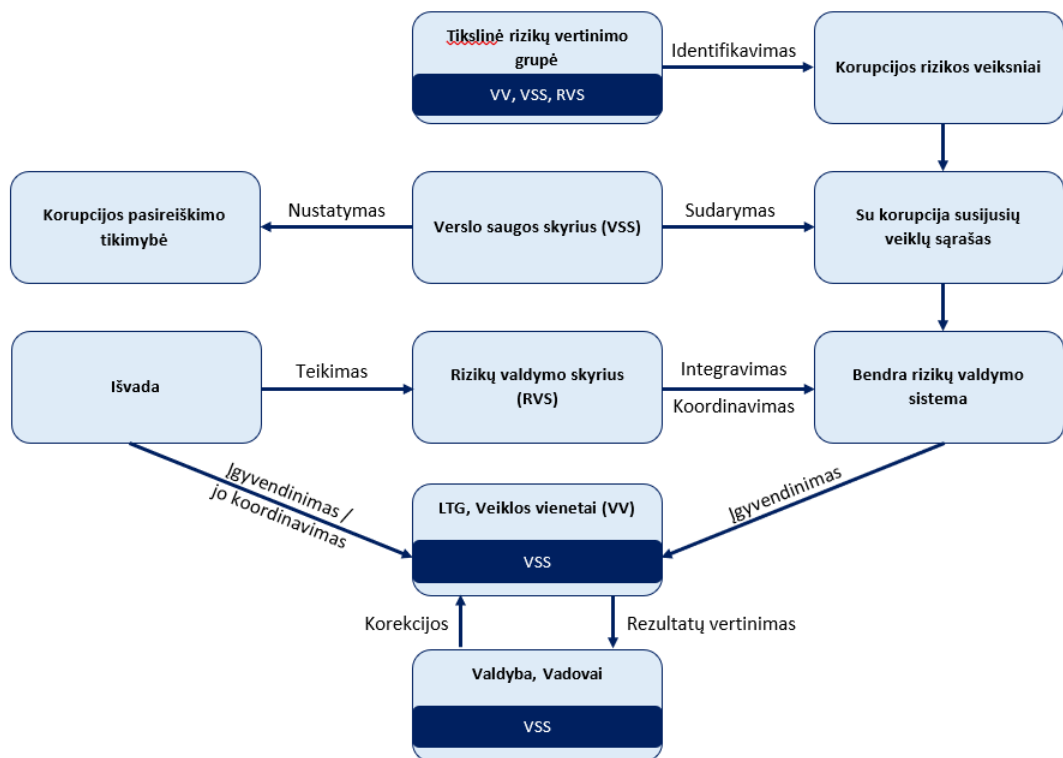 Tikslinė rizikų vertinimo
grupė
VV, VSS, RVS
Identifikavimas
Korupcijos rizikos veiksniai
Korupcijos pasireiškimo
tikimybė
Nustatymas
Verslo saugos skyrius (VSS)
Sudarymas
Su korupcija susijusių
veiklų sąrašas
Išvada
Teikimas
Rizikų valdymo skyrius
(RVS)
Integravimas
Koordinavimas
Bendra rizikų valdymo
sistema
Įgyvendinimas /
jo koordinavimas
LTG, Veiklos vienetai (VV)
VSS
Įgyvendinimas
Korekcijos
Rezultatų vertinimas
Valdyba, Vadovai
VSS